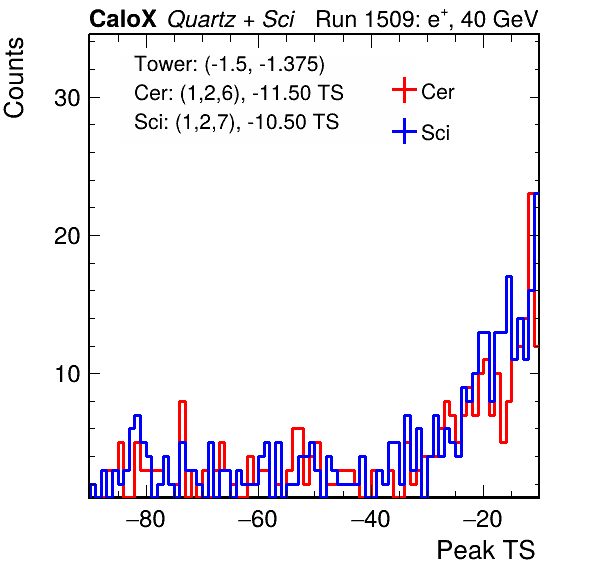 CaloX Quartz + Sci Run 1509: e⁺, 40 GeV
Counts
Tower: (-1.5, -1.375)
Cer: (1,2,6), -11.50 TS
Sci: (1,2,7), -10.50 TS
Cer
Sci
30
20
10
−80 −60 −40 −20
Peak TS